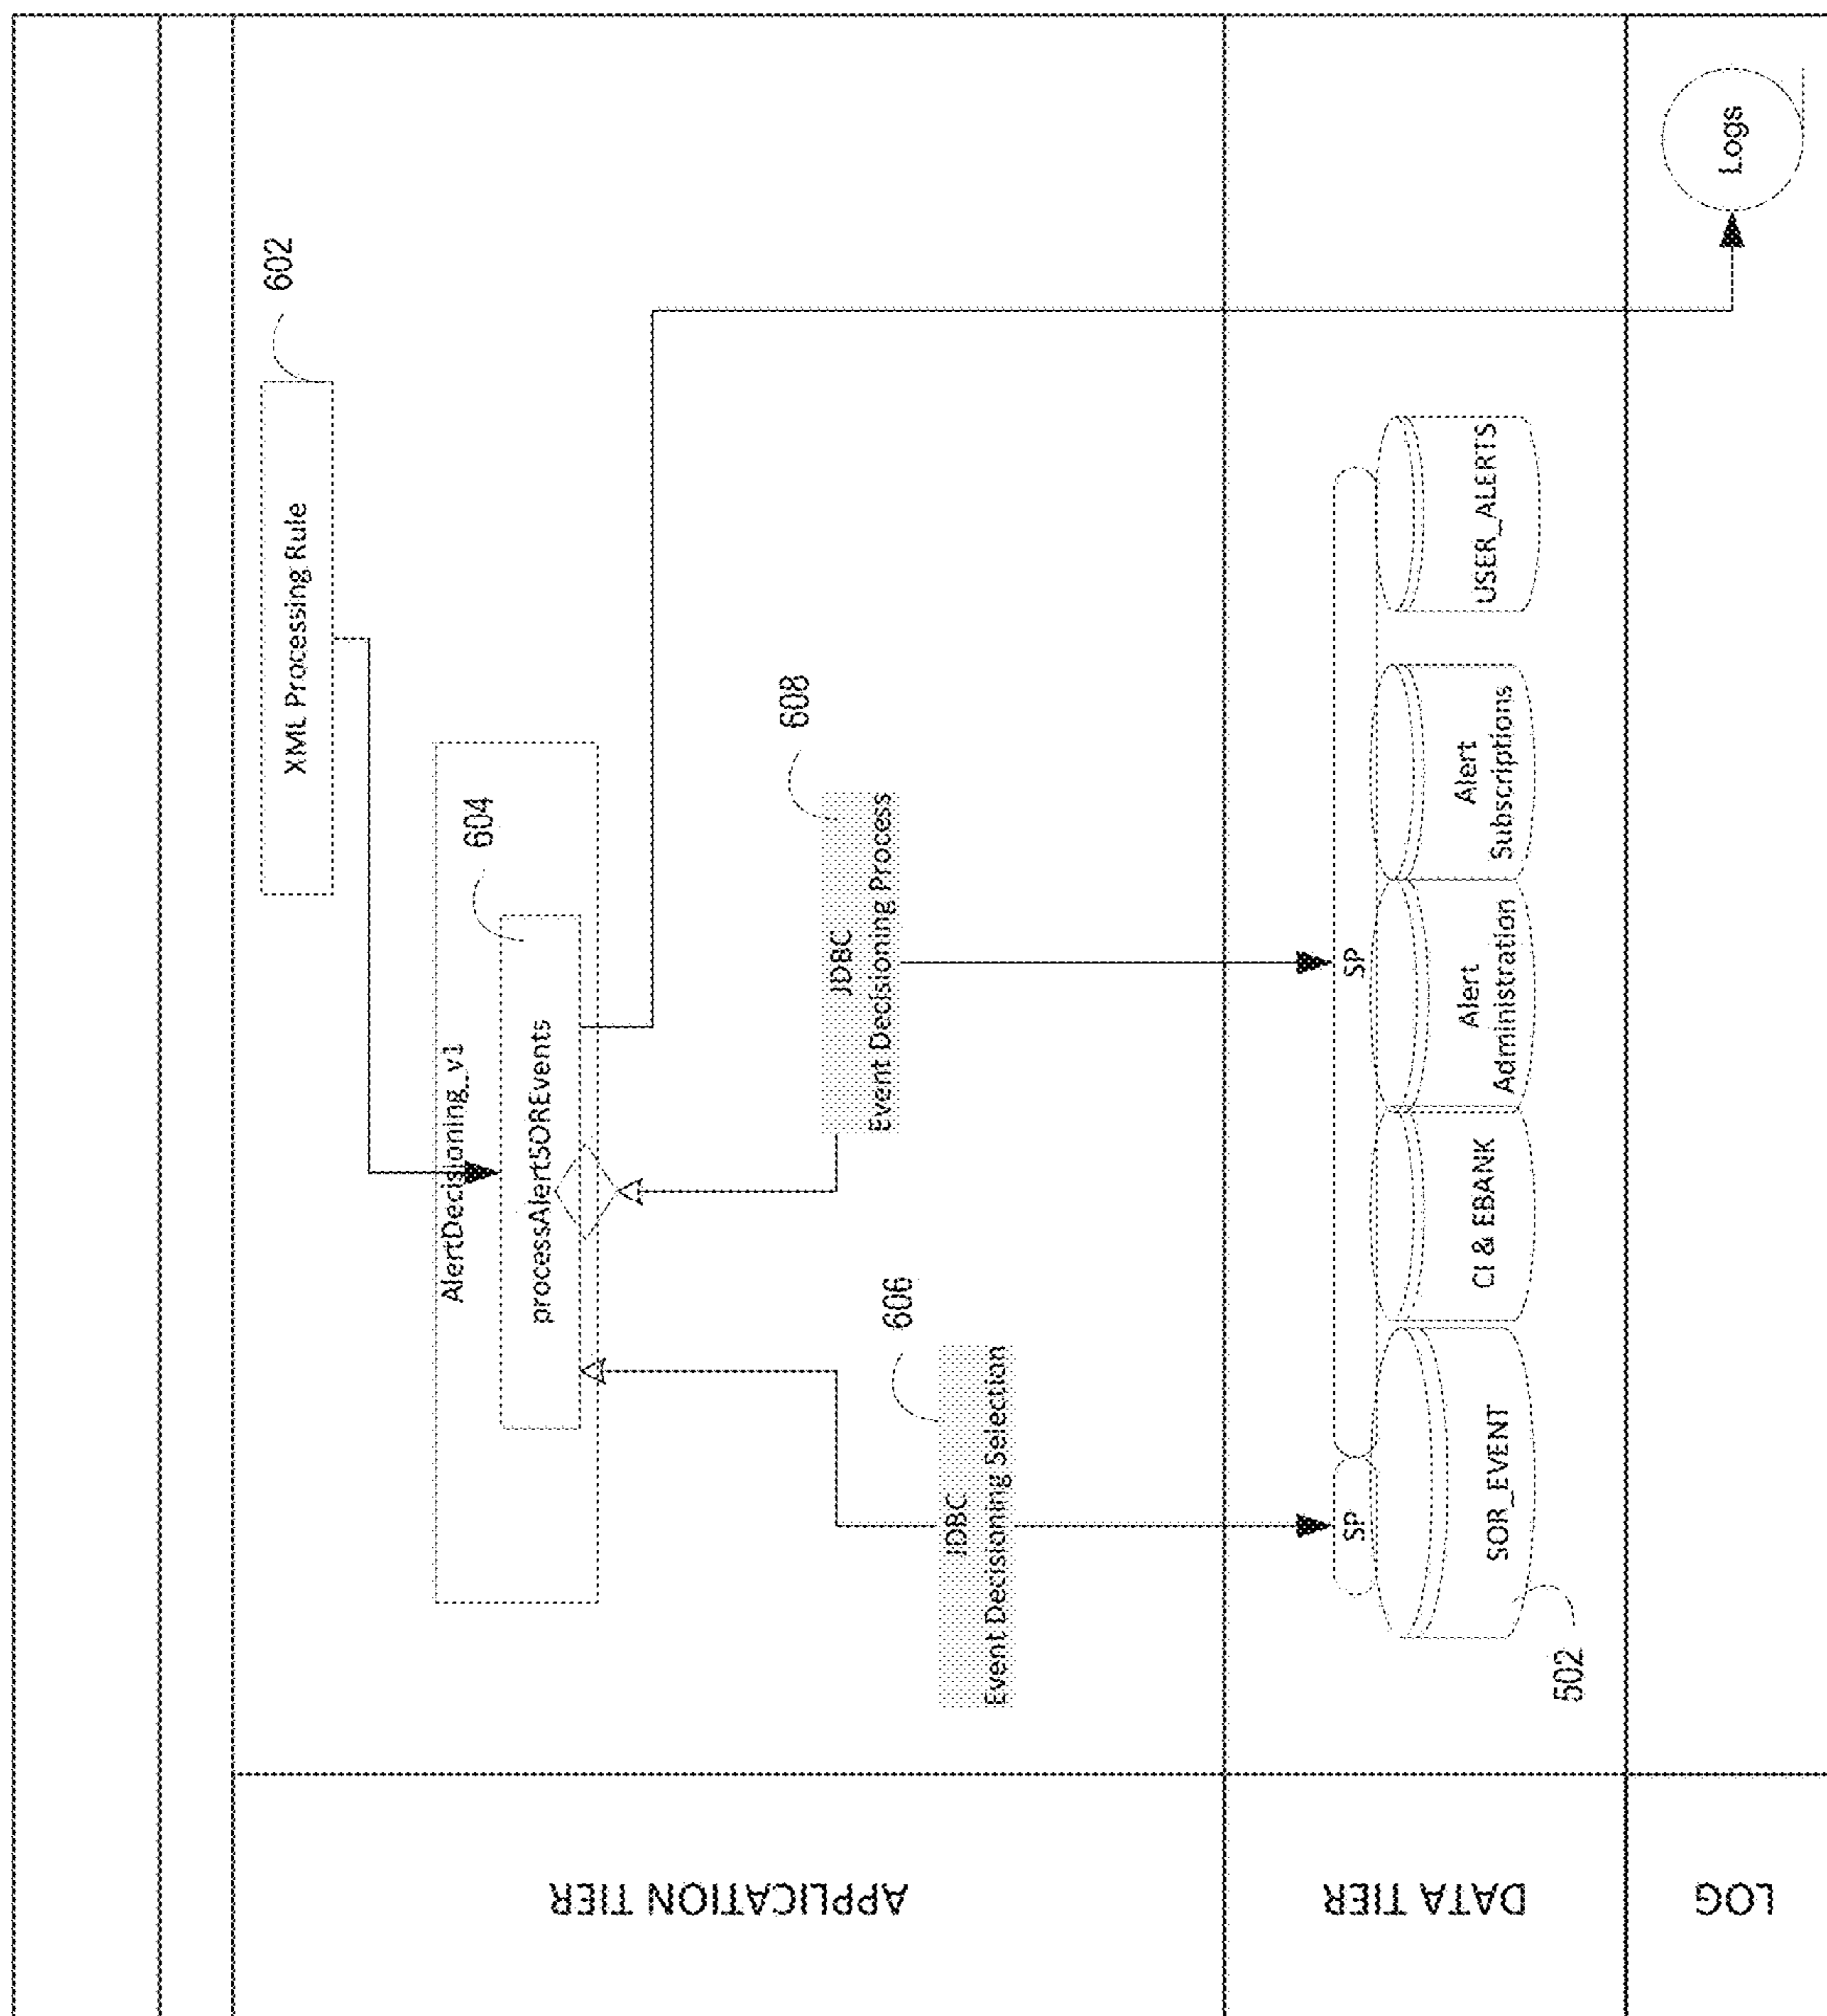 602
XML Processing Rule
AlertDecisioning_v1
604
processAlertSOREvents
608
JDBC
Event Decisioning Process
606
JDBC
Event Decisioning Selection
APPLICATION TIER
SP
SP
SOR_EVENT
CI & EBANK
Alert
Administration
Alert
Subscriptions
USER_ALERTS
502
DATA TIER
Logs
LOG